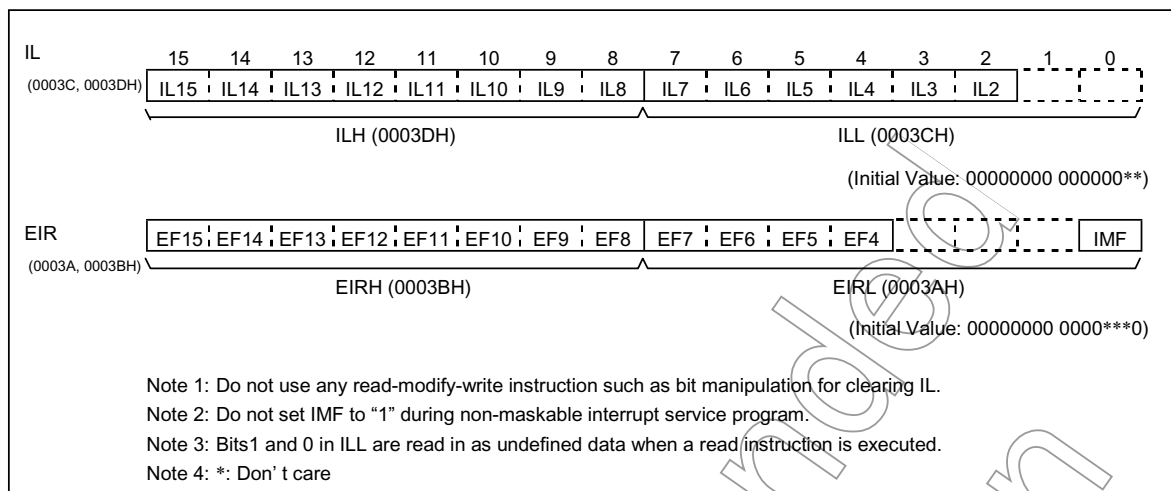 IL
15 14 13 12 11 10 9 8 7 6 5 4 3 2 1 0
(0003C, 0003DH) IL15 IL14 IL13 IL12 IL11 IL10 IL9 IL8 IL7 IL6 IL5 IL4 IL3 IL2
ILH (0003DH) ILL (0003CH)
(Initial Value: 00000000 000000**)
EIR EF15 EF14 EF13 EF12 EF11 EF10 EF9 EF8 EF7 EF6 EF5 EF4 IMF
(0003A, 0003BH)
EIRH (0003BH) EIRL (0003AH)
(Initial Value: 00000000 0000***0)
Note 1: Do not use any read-modify-write instruction such as bit manipulation for clearing IL.
Note 2: Do not set IMF to “1” during non-maskable interrupt service program.
Note 3: Bits1 and 0 in ILL are read in as undefined data when a read instruction is executed.
Note 4: *: Don’ t care